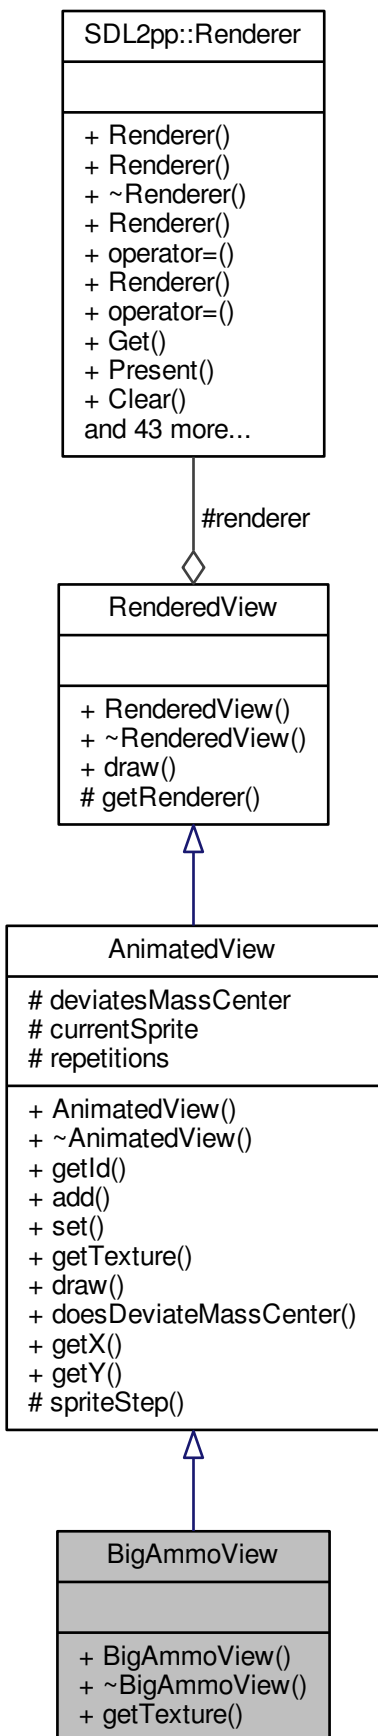 SDL2pp::Renderer
+ Renderer()
+ Renderer()
+ ~Renderer()
+ Renderer()
+ operator=()
+ Renderer()
+ operator=()
+ Get()
+ Present()
+ Clear()
and 43 more...
#renderer
RenderedView
+ RenderedView()
+ ~RenderedView()
+ draw()
# getRenderer()
AnimatedView
# deviatesMassCenter
# currentSprite
# repetitions
+ AnimatedView()
+ ~AnimatedView()
+ getId()
+ add()
+ set()
+ getTexture()
+ draw()
+ doesDeviateMassCenter()
+ getX()
+ getY()
# spriteStep()
BigAmmoView
+ BigAmmoView()
+ ~BigAmmoView()
+ getTexture()